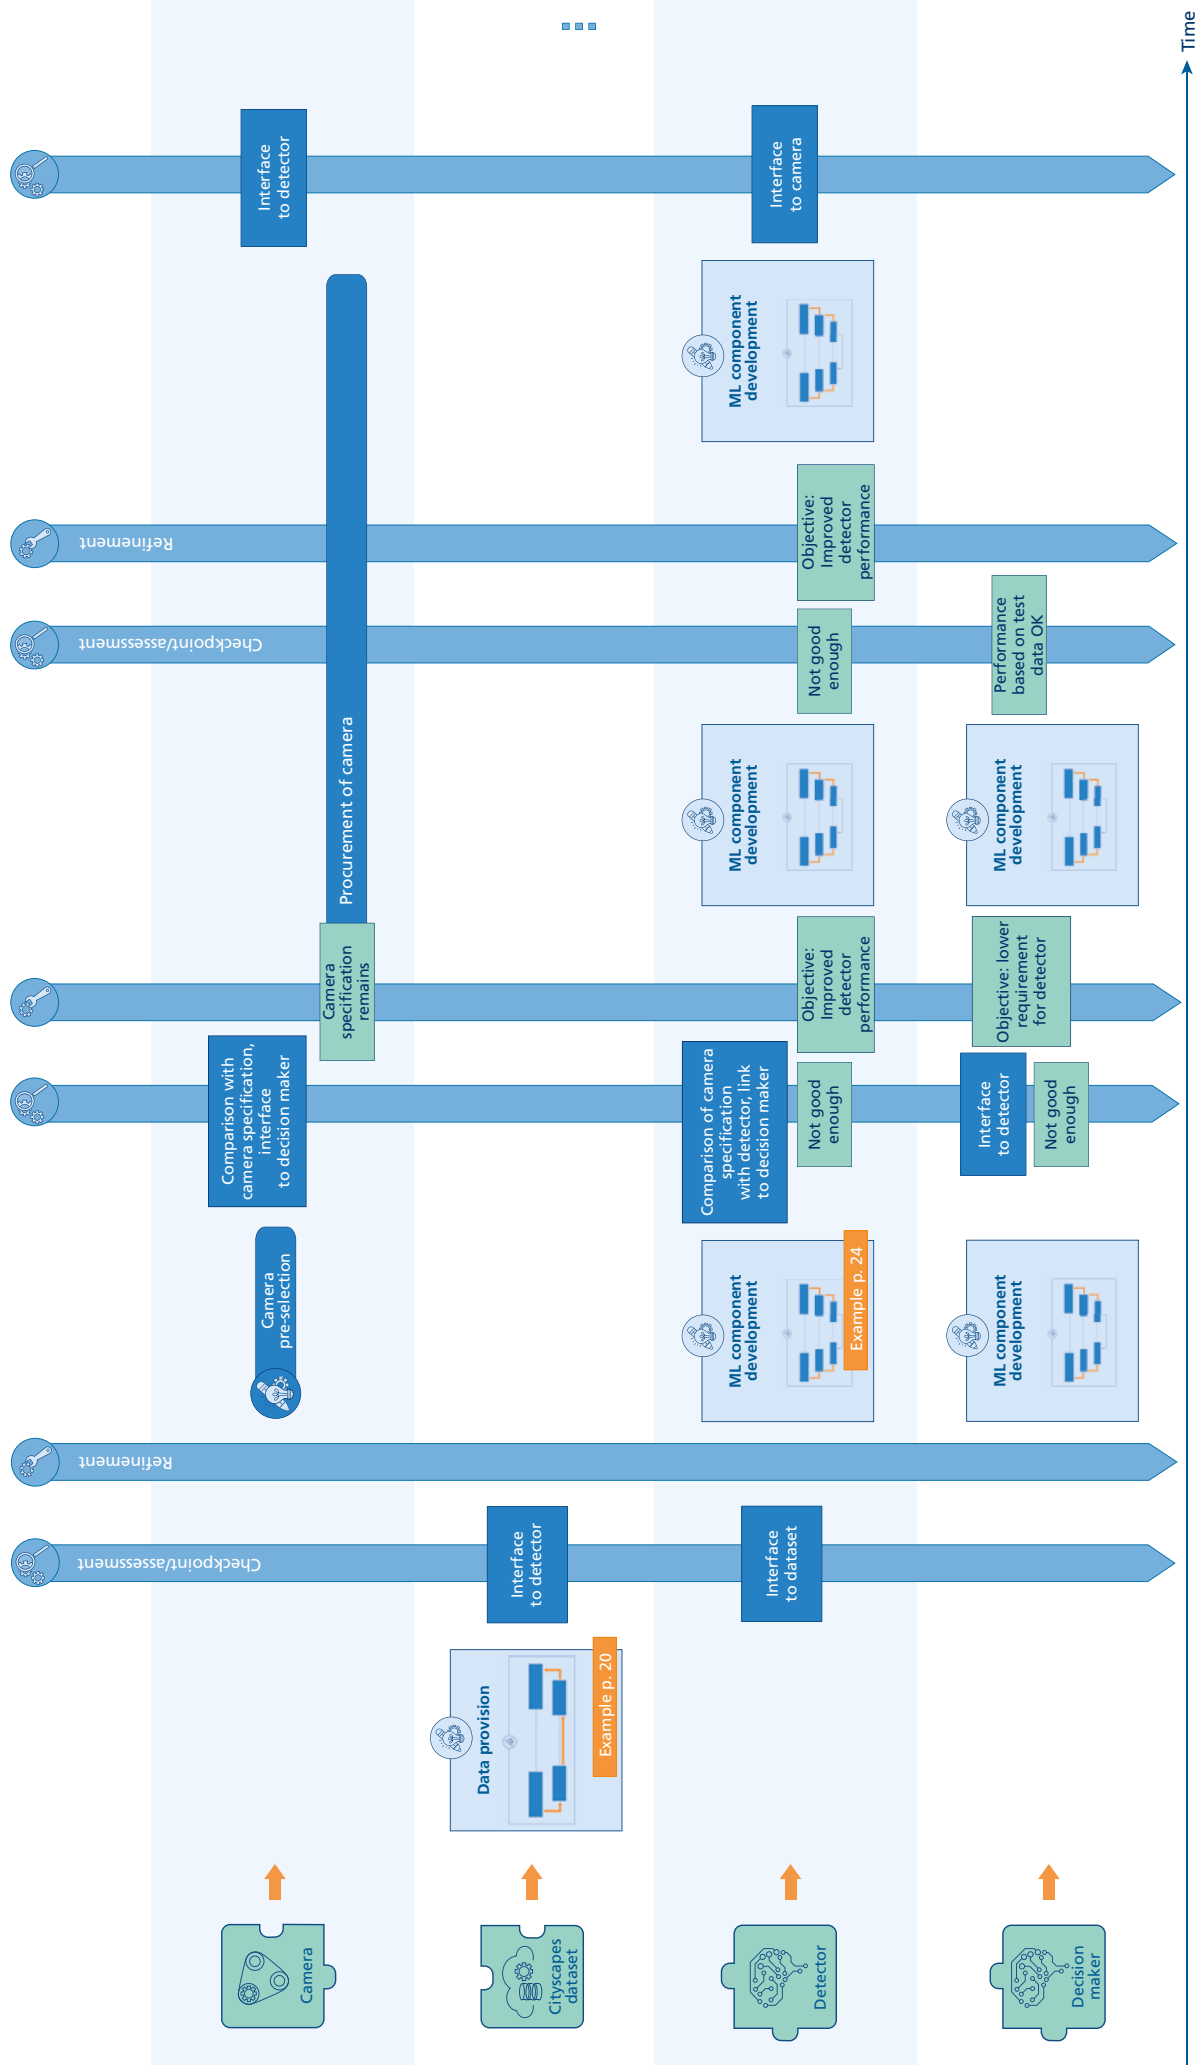 Camera
Cityscapes
dataset
Detector
Decision
maker
Data provision
Example p. 20
Checkpoint/assessment
Interface
to detector
Interface
to dataset
Refinement
Camera
pre-selection
ML component
development
Example p. 24
ML component
development
Comparison with
camera specification,
interface
to decision maker
Comparison of camera
specification
with detector, link
to decision maker
Not good
enough
Interface
to detector
Not good
enough
Camera
specification
remains
Objective:
Improved
detector
performance
Objective: lower
requirement
for detector
Procurement of camera
ML component
development
ML component
development
Checkpoint/assessment
Not good
enough
Performance
based on test
data OK
Refinement
Objective:
Improved
detector
performance
ML component
development
Interface
to detector
Interface
to camera
Time